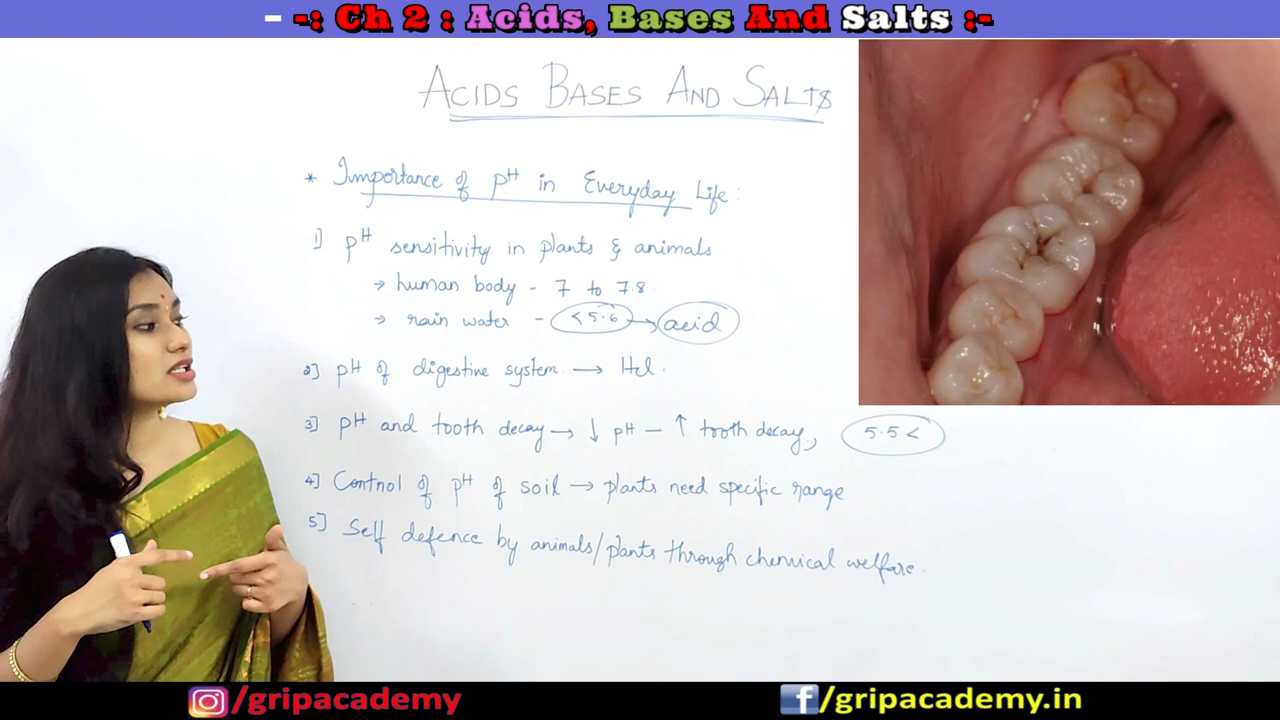 - -: Ch 2 : Acids, Bases And Salts :-
ACIDS BASES AND SALTS
* Importance of pH in Everyday Life :
1] pH sensitivity in plants & animals
→ human body - 7 to 7.8.
→ rain water - <5.6 → acid
2] pH of digestive system. → Hcl.
3] pH and tooth decay → ↓ pH - ↑ tooth decay, 5.5<
4] Control of pH of soil → plants need specific range
5] Self defence by animals/plants through chemical welfare.
/gripacademy
f/gripacademy.in